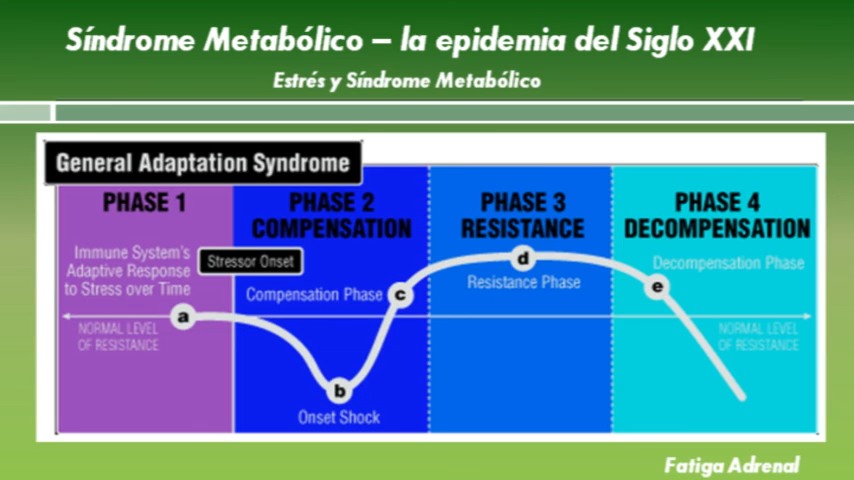 Síndrome Metabólico – la epidemia del Siglo XXI
Estrés y Síndrome Metabólico
General Adaptation Syndrome
PHASE 1
Immune System's
Adaptive Response
to Stress over Time
Stressor Onset
a
NORMAL LEVEL
OF RESISTANCE
PHASE 2
COMPENSATION
Compensation Phase
c
b
Onset Shock
PHASE 3
RESISTANCE
d
Resistance Phase
PHASE 4
DECOMPENSATION
Decompensation Phase
e
NORMAL LEVEL
OF RESISTANCE
Fatiga Adrenal